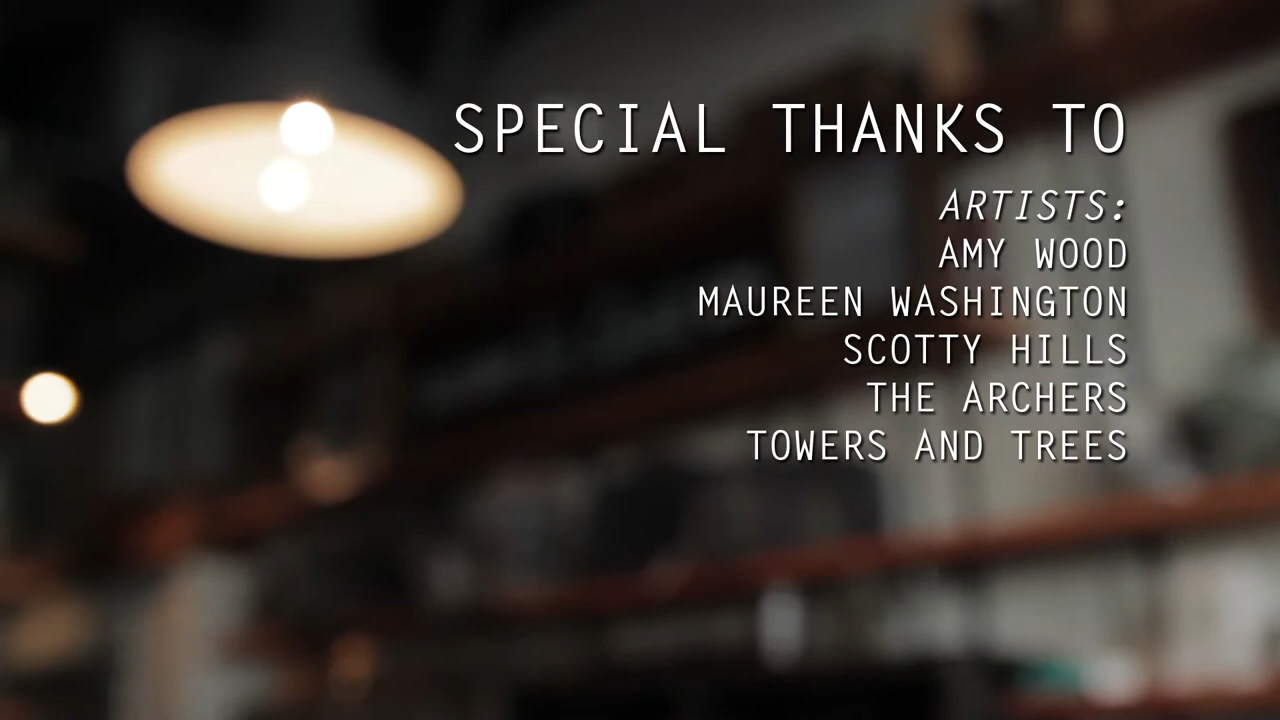 SPECIAL THANKS TO
ARTISTS:
AMY WOOD
MAUREEN WASHINGTON
SCOTTY HILLS
THE ARCHERS
TOWERS AND TREES